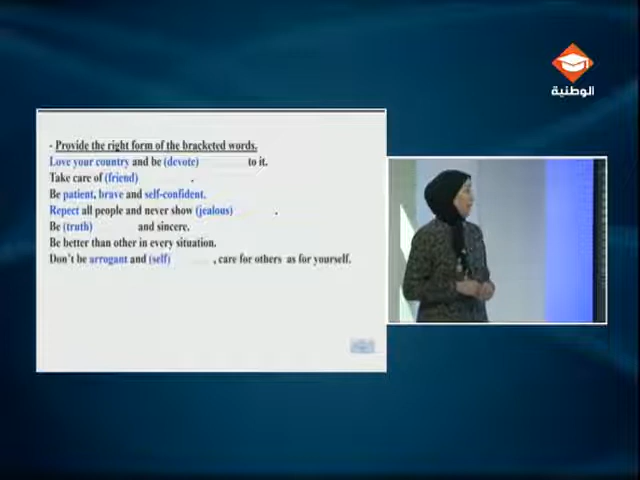 الوطنية
- Provide the right form of the bracketed words.
Love your country and be (devote) to it.
Take care of (friend) .
Be patient, brave and self-confident.
Repect all people and never show (jealous) .
Be (truth) and sincere.
Be better than other in every situation.
Don't be arrogant and (self) , care for others as for yourself.